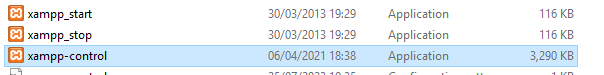 xampp_start 30/03/2013 19:29 Application 116 KB
xampp_stop 30/03/2013 19:29 Application 116 KB
xampp-control 06/04/2021 18:38 Application 3,290 KB